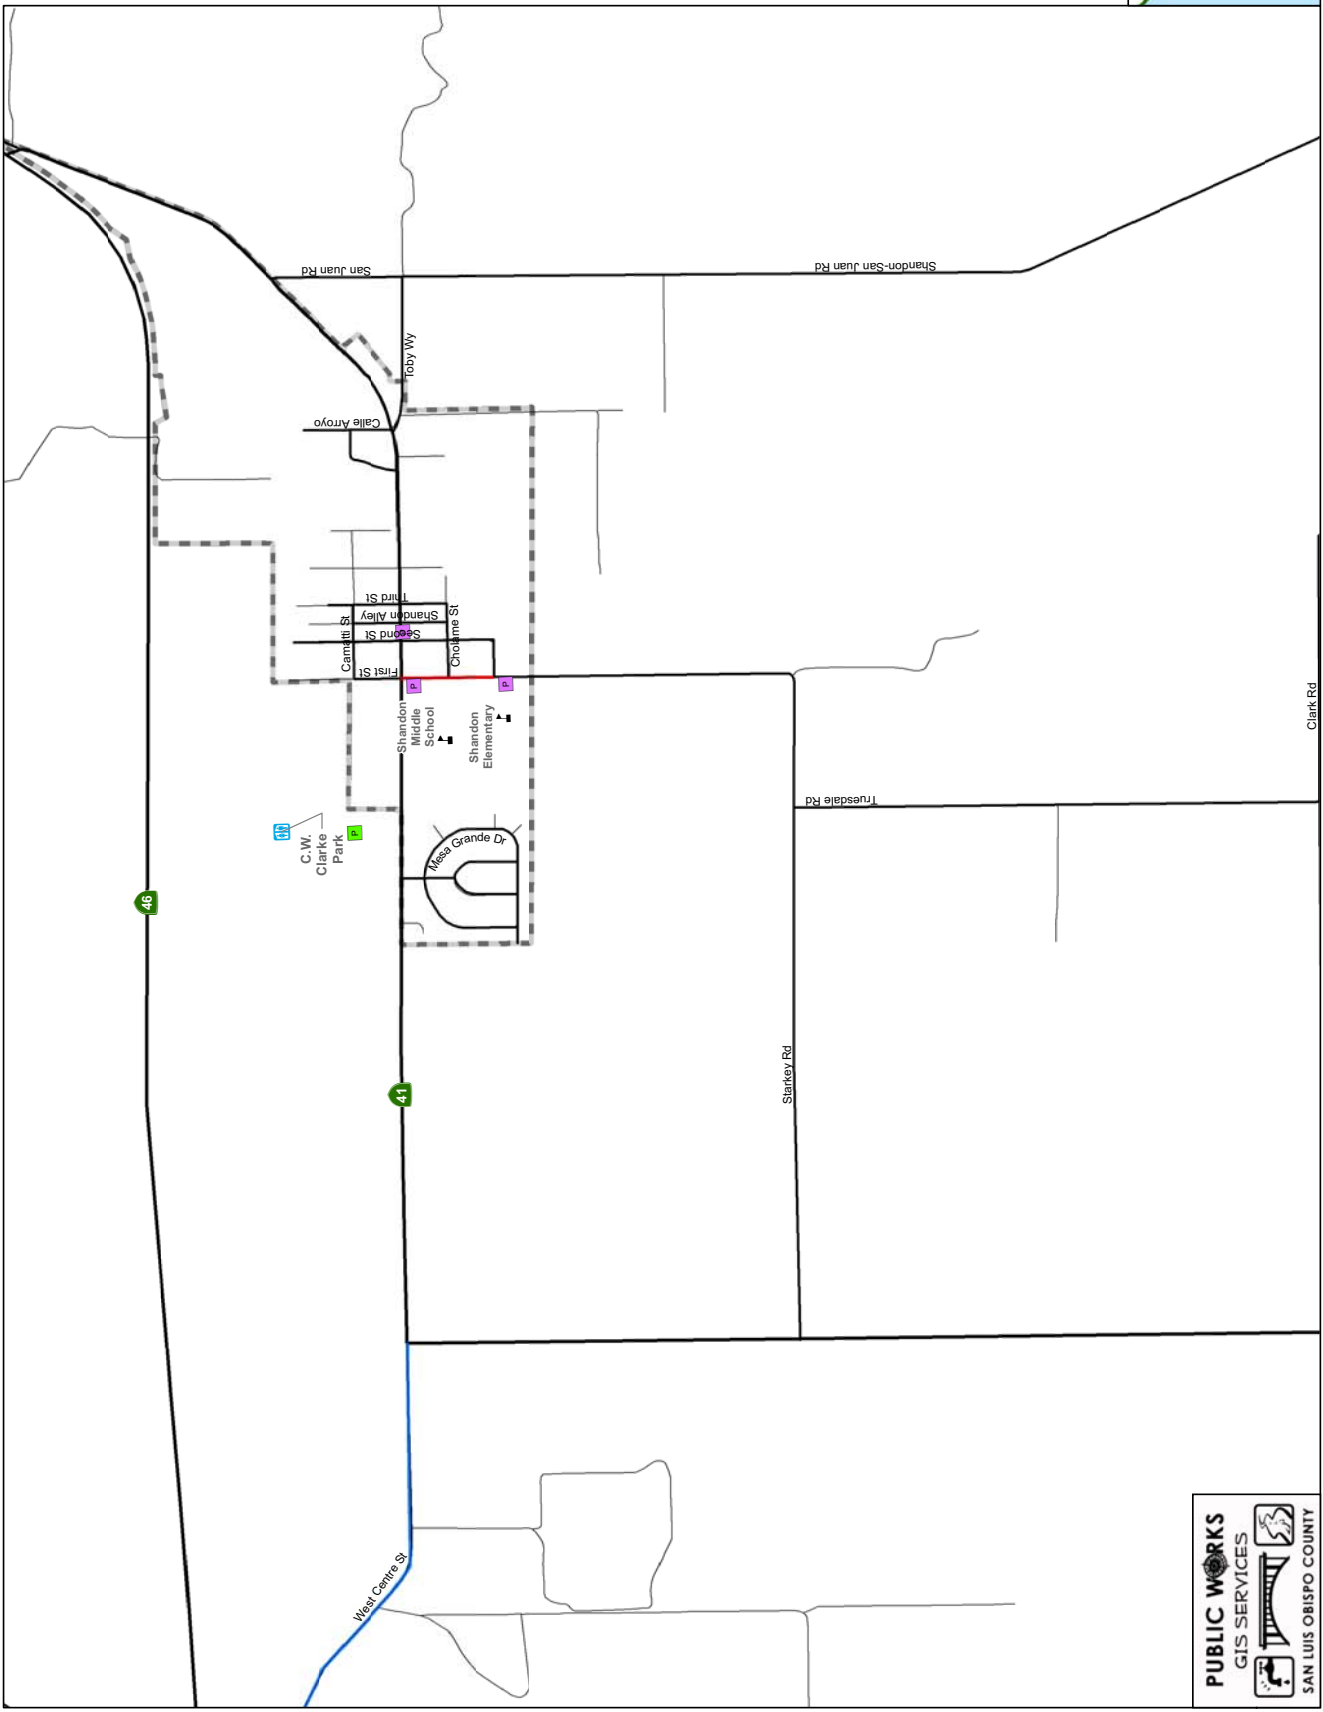 San Juan Rd
Shandon-San Juan Rd
Toby Wy
Calle Arroyo
Third St
Shandon Alley
Second St
Camatti St
Cholame St
First St
P
P
P
Shandon
Middle
School
Shandon
Elementary
Clark Rd
Truesdale Rd
C.W.
Clarke
Park
P
Mesa Grande Dr
46
41
Starkey Rd
West Centre St
PUBLIC WORKS
GIS SERVICES
SAN LUIS OBISPO COUNTY